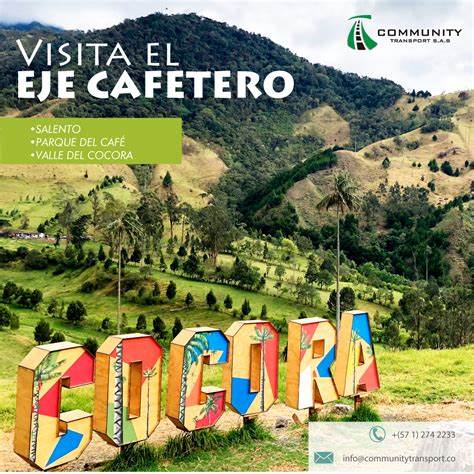 COMMUNITY
TRANSPORT S.A.S
VISITA EL
EJE CAFETERO
•SALENTO
•PARQUE DEL CAFÉ
•VALLE DEL COCORA
COCORA
+(57 1) 274 2233
info@communitytransport.co